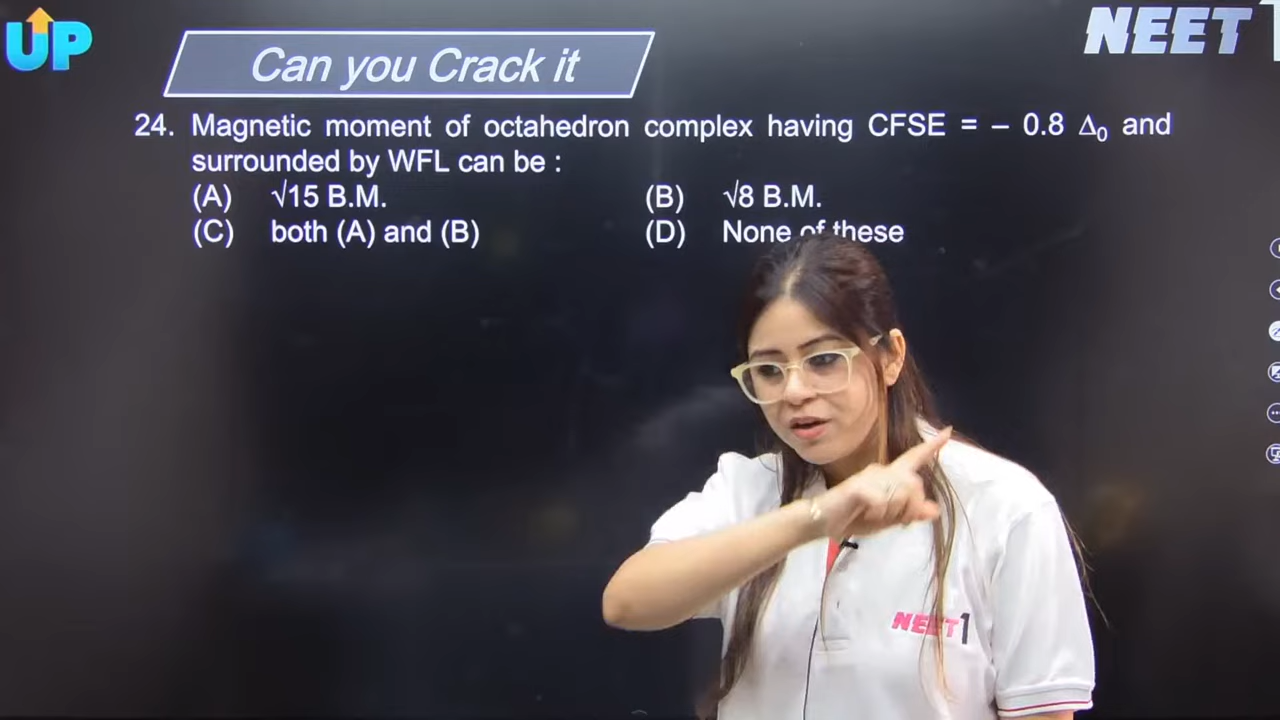 UP
NEET 1
Can you Crack it
24. Magnetic moment of octahedron complex having CFSE = – 0.8 Δ₀ and
surrounded by WFL can be :
(A) √15 B.M. (B) √8 B.M.
(C) both (A) and (B) (D) None of these
NEET1